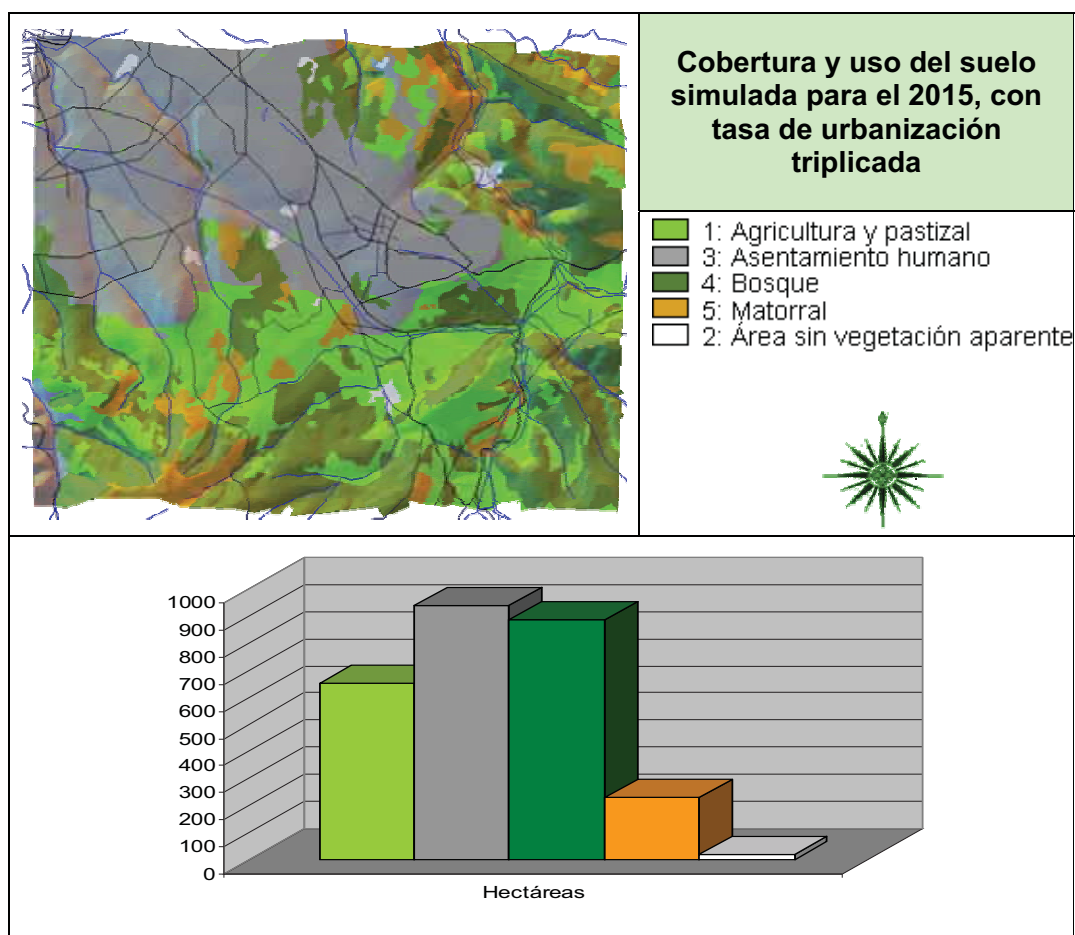 Cobertura y uso del suelo
simulada para el 2015, con
tasa de urbanización
triplicada
1: Agricultura y pastizal
3: Asentamiento humano
4: Bosque
5: Matorral
2: Área sin vegetación aparente
1000
900
800
700
600
500
400
300
200
100
0
Hectáreas